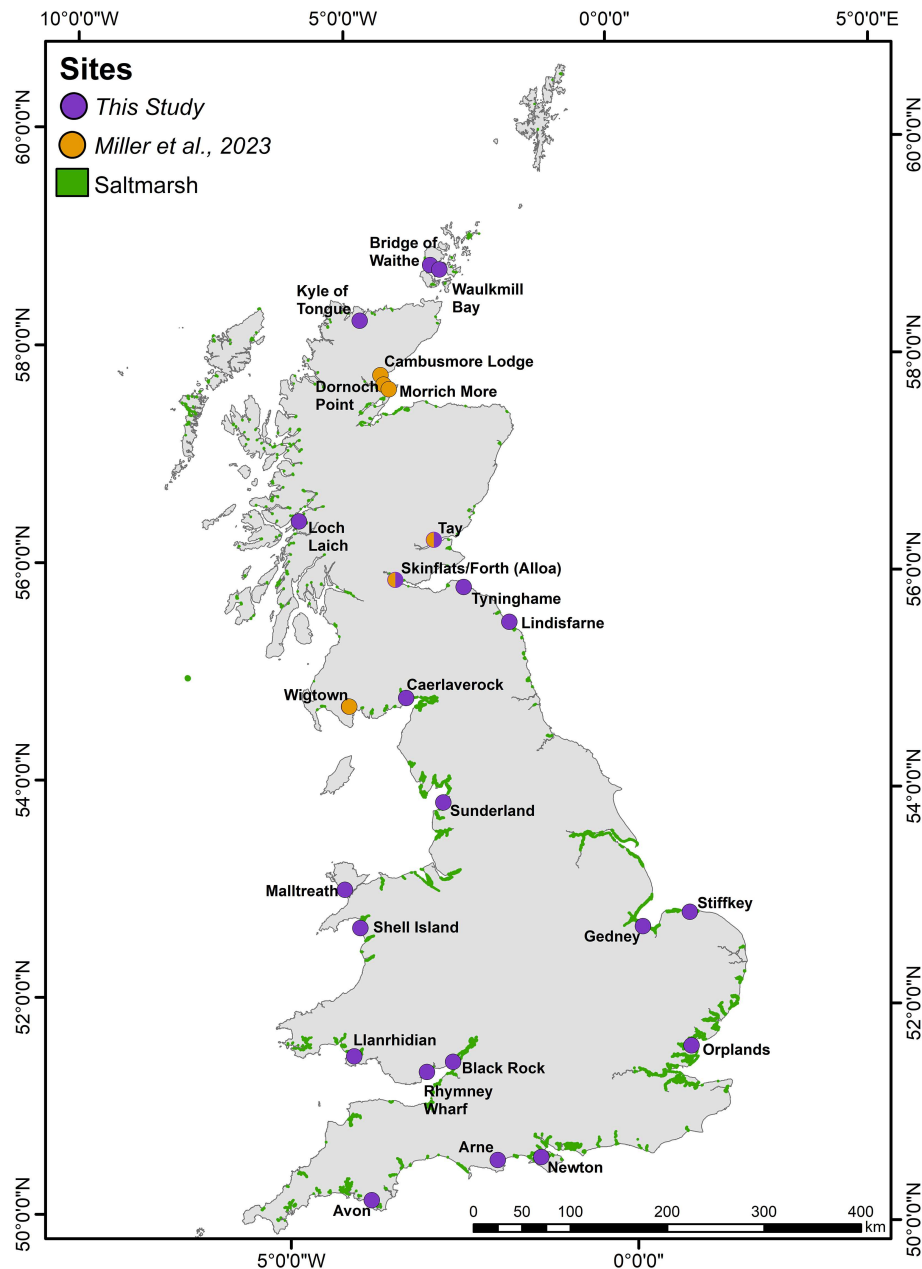 10°0'0"W
5°0'0"W
0°0'0"
5°0'0"E
Sites
This Study
Miller et al., 2023
Saltmarsh
60°0'0"N
60°0'0"N
Bridge of
Waithe
Waulkmill
Bay
Kyle of
Tongue
58°0'0"N
58°0'0"N
Cambusmore Lodge
Dornoch
Point
Morrich More
Loch
Laich
Tay
56°0'0"N
56°0'0"N
Skinflats/Forth (Alloa)
Tyninghame
Lindisfarne
Caerlaverock
Wigtown
54°0'0"N
54°0'0"N
Sunderland
Malltreath
Shell Island
Stiffkey
Gedney
52°0'0"N
52°0'0"N
Llanrhidian
Black Rock
Rhymney
Wharf
Orplands
Arne
Newton
Avon
50°0'0"N
50°0'0"N
0 50 100 200 300 400
km
5°0'0"W
0°0'0"